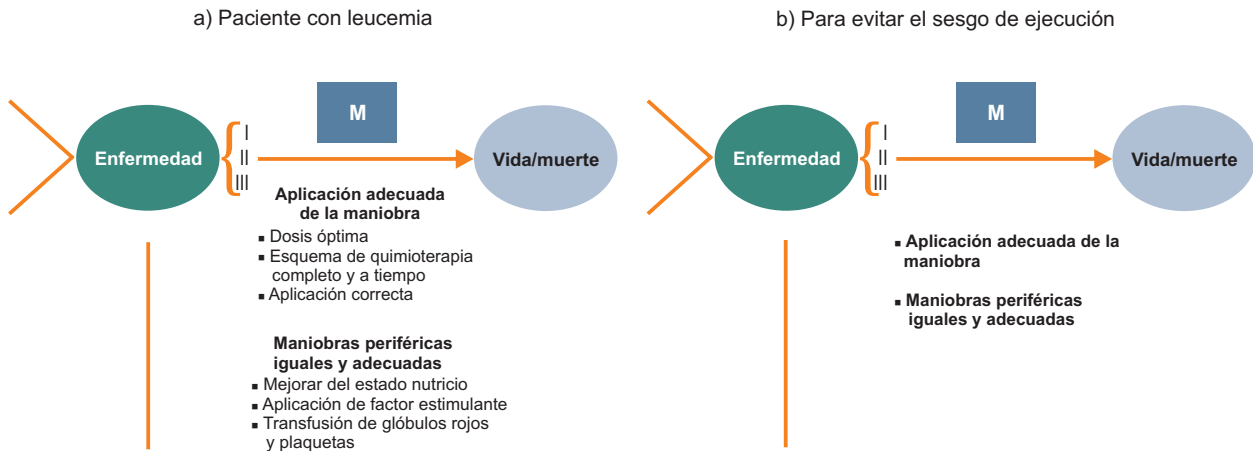 a) Paciente con leucemia
M
Enfermedad
I
II
III
Vida/muerte
Aplicación adecuada
de la maniobra
▪ Dosis óptima
▪ Esquema de quimioterapia
completo y a tiempo
▪ Aplicación correcta
Maniobras periféricas
iguales y adecuadas
▪ Mejorar del estado nutricio
▪ Aplicación de factor estimulante
▪ Transfusión de glóbulos rojos
y plaquetas
b) Para evitar el sesgo de ejecución
M
Enfermedad
I
II
III
Vida/muerte
▪ Aplicación adecuada de la
maniobra
▪ Maniobras periféricas
iguales y adecuadas